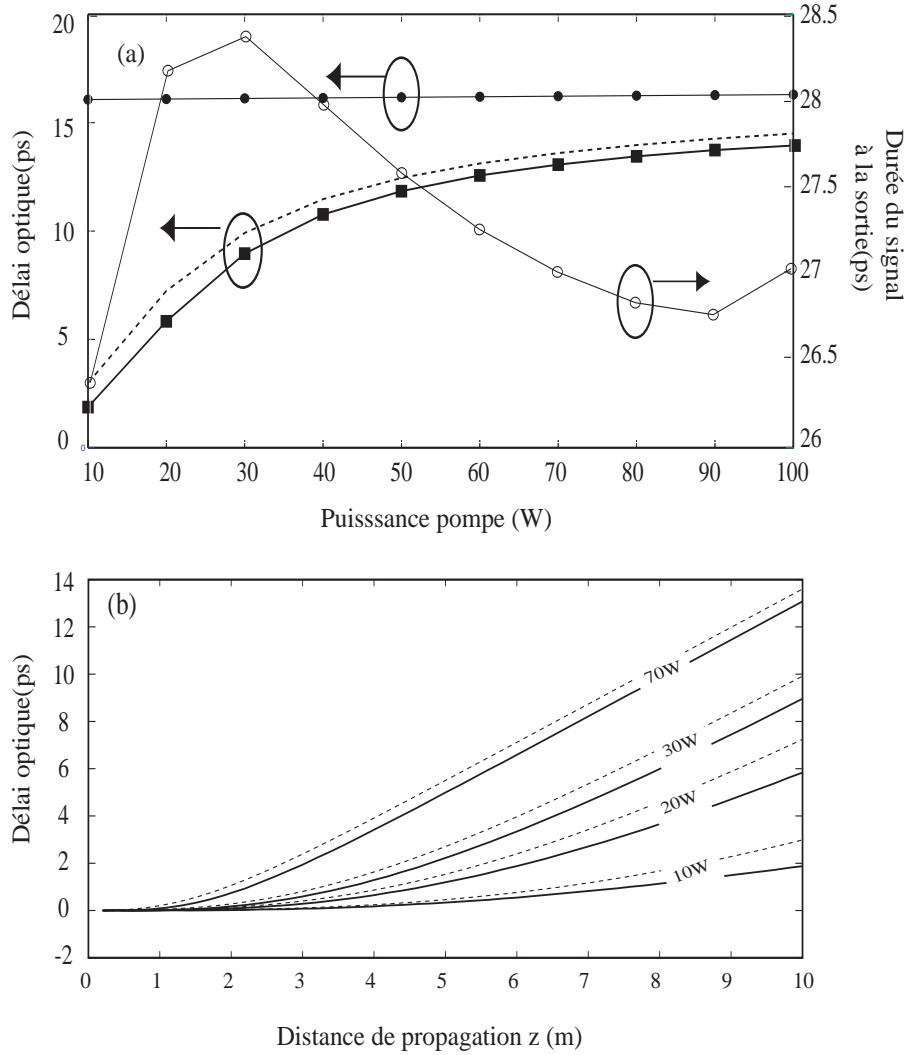 (a)
20
15
10
5
0
0
Délai optique(ps)
28.5
28
27.5
27
26.5
26
Durée du signal
à la sortie(ps)
10 20 30 40 50 60 70 80 90 100
Puisssance pompe (W)
(b)
14
12
10
8
6
4
2
0
-2
Délai optique(ps)
70W
30W
20W
10W
0 1 2 3 4 5 6 7 8 9 10
Distance de propagation z (m)